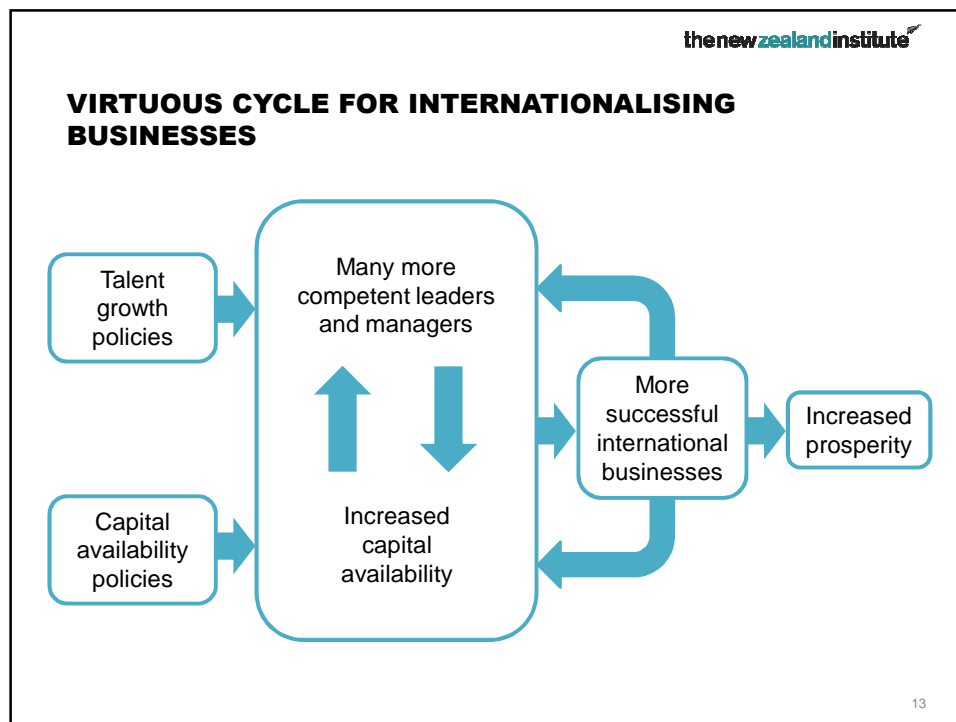 thenewzealandinstitute
VIRTUOUS CYCLE FOR INTERNATIONALISING
BUSINESSES
Talent
growth
policies
Many more
competent leaders
and managers
More
successful
international
businesses
Increased
prosperity
Capital
availability
policies
Increased
capital
availability
13